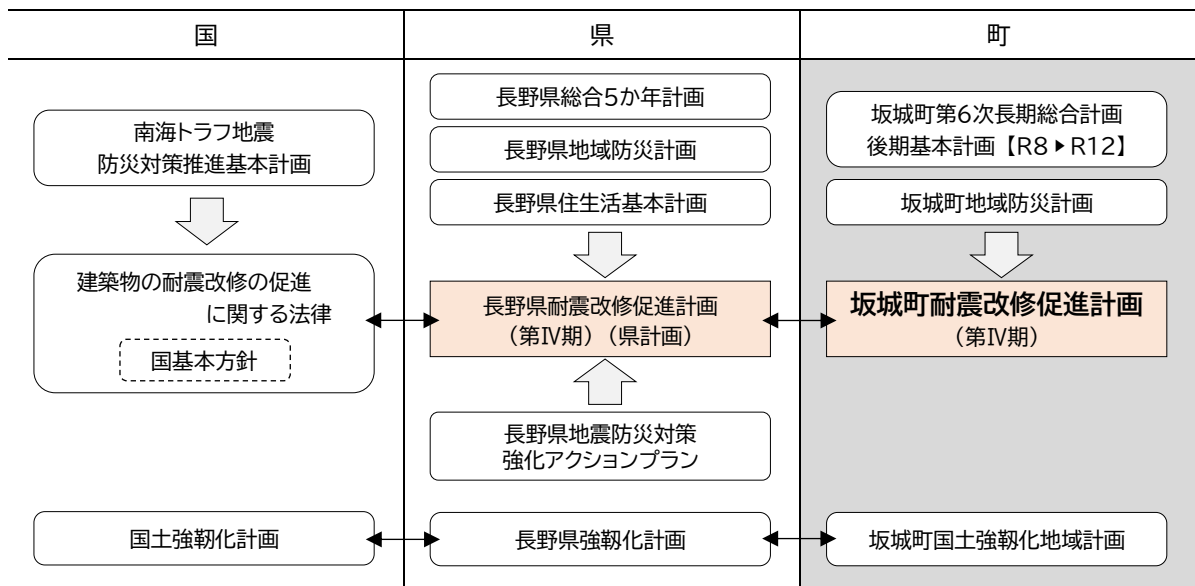 国
県
町
南海トラフ地震
防災対策推進基本計画
建築物の耐震改修の促進
に関する法律
国基本方針
国土強靱化計画
長野県総合5か年計画
長野県地域防災計画
長野県住生活基本計画
長野県耐震改修促進計画
（第Ⅳ期）（県計画）
長野県地震防災対策
強化アクションプラン
長野県強靱化計画
坂城町第6次長期総合計画
後期基本計画【R8▶R12】
坂城町地域防災計画
坂城町耐震改修促進計画
（第Ⅳ期）
坂城町国土強靱化地域計画